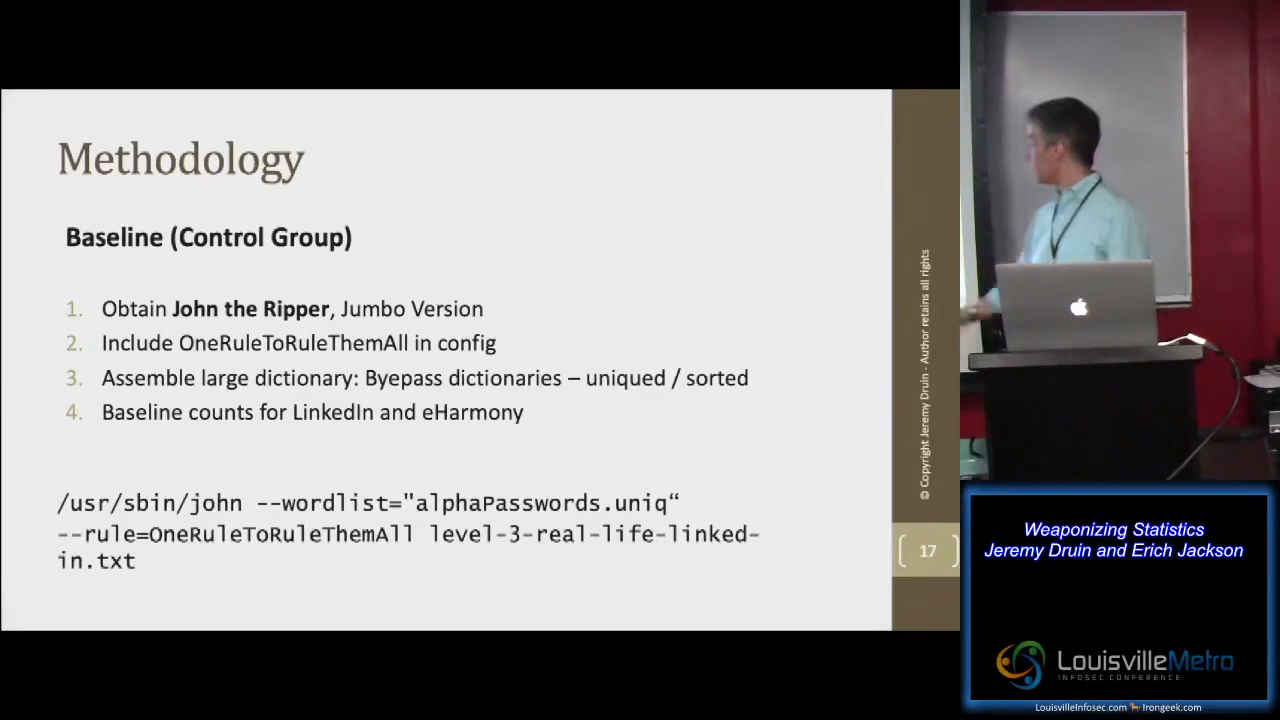 Methodology
Baseline (Control Group)
1. Obtain John the Ripper, Jumbo Version
2. Include OneRuleToRuleThemAll in config
3. Assemble large dictionary: Byepass dictionaries – uniqued / sorted
4. Baseline counts for LinkedIn and eHarmony
/usr/sbin/john --wordlist="alphaPasswords.uniq“
--rule=OneRuleToRuleThemAll level-3-real-life-linked-
in.txt
© Copyright Jeremy Druin - Author retains all rights
17
Weaponizing Statistics
Jeremy Druin and Erich Jackson
LouisvilleMetro
INFOSEC CONFERENCE
LouisvilleInfosec.com Irongeek.com